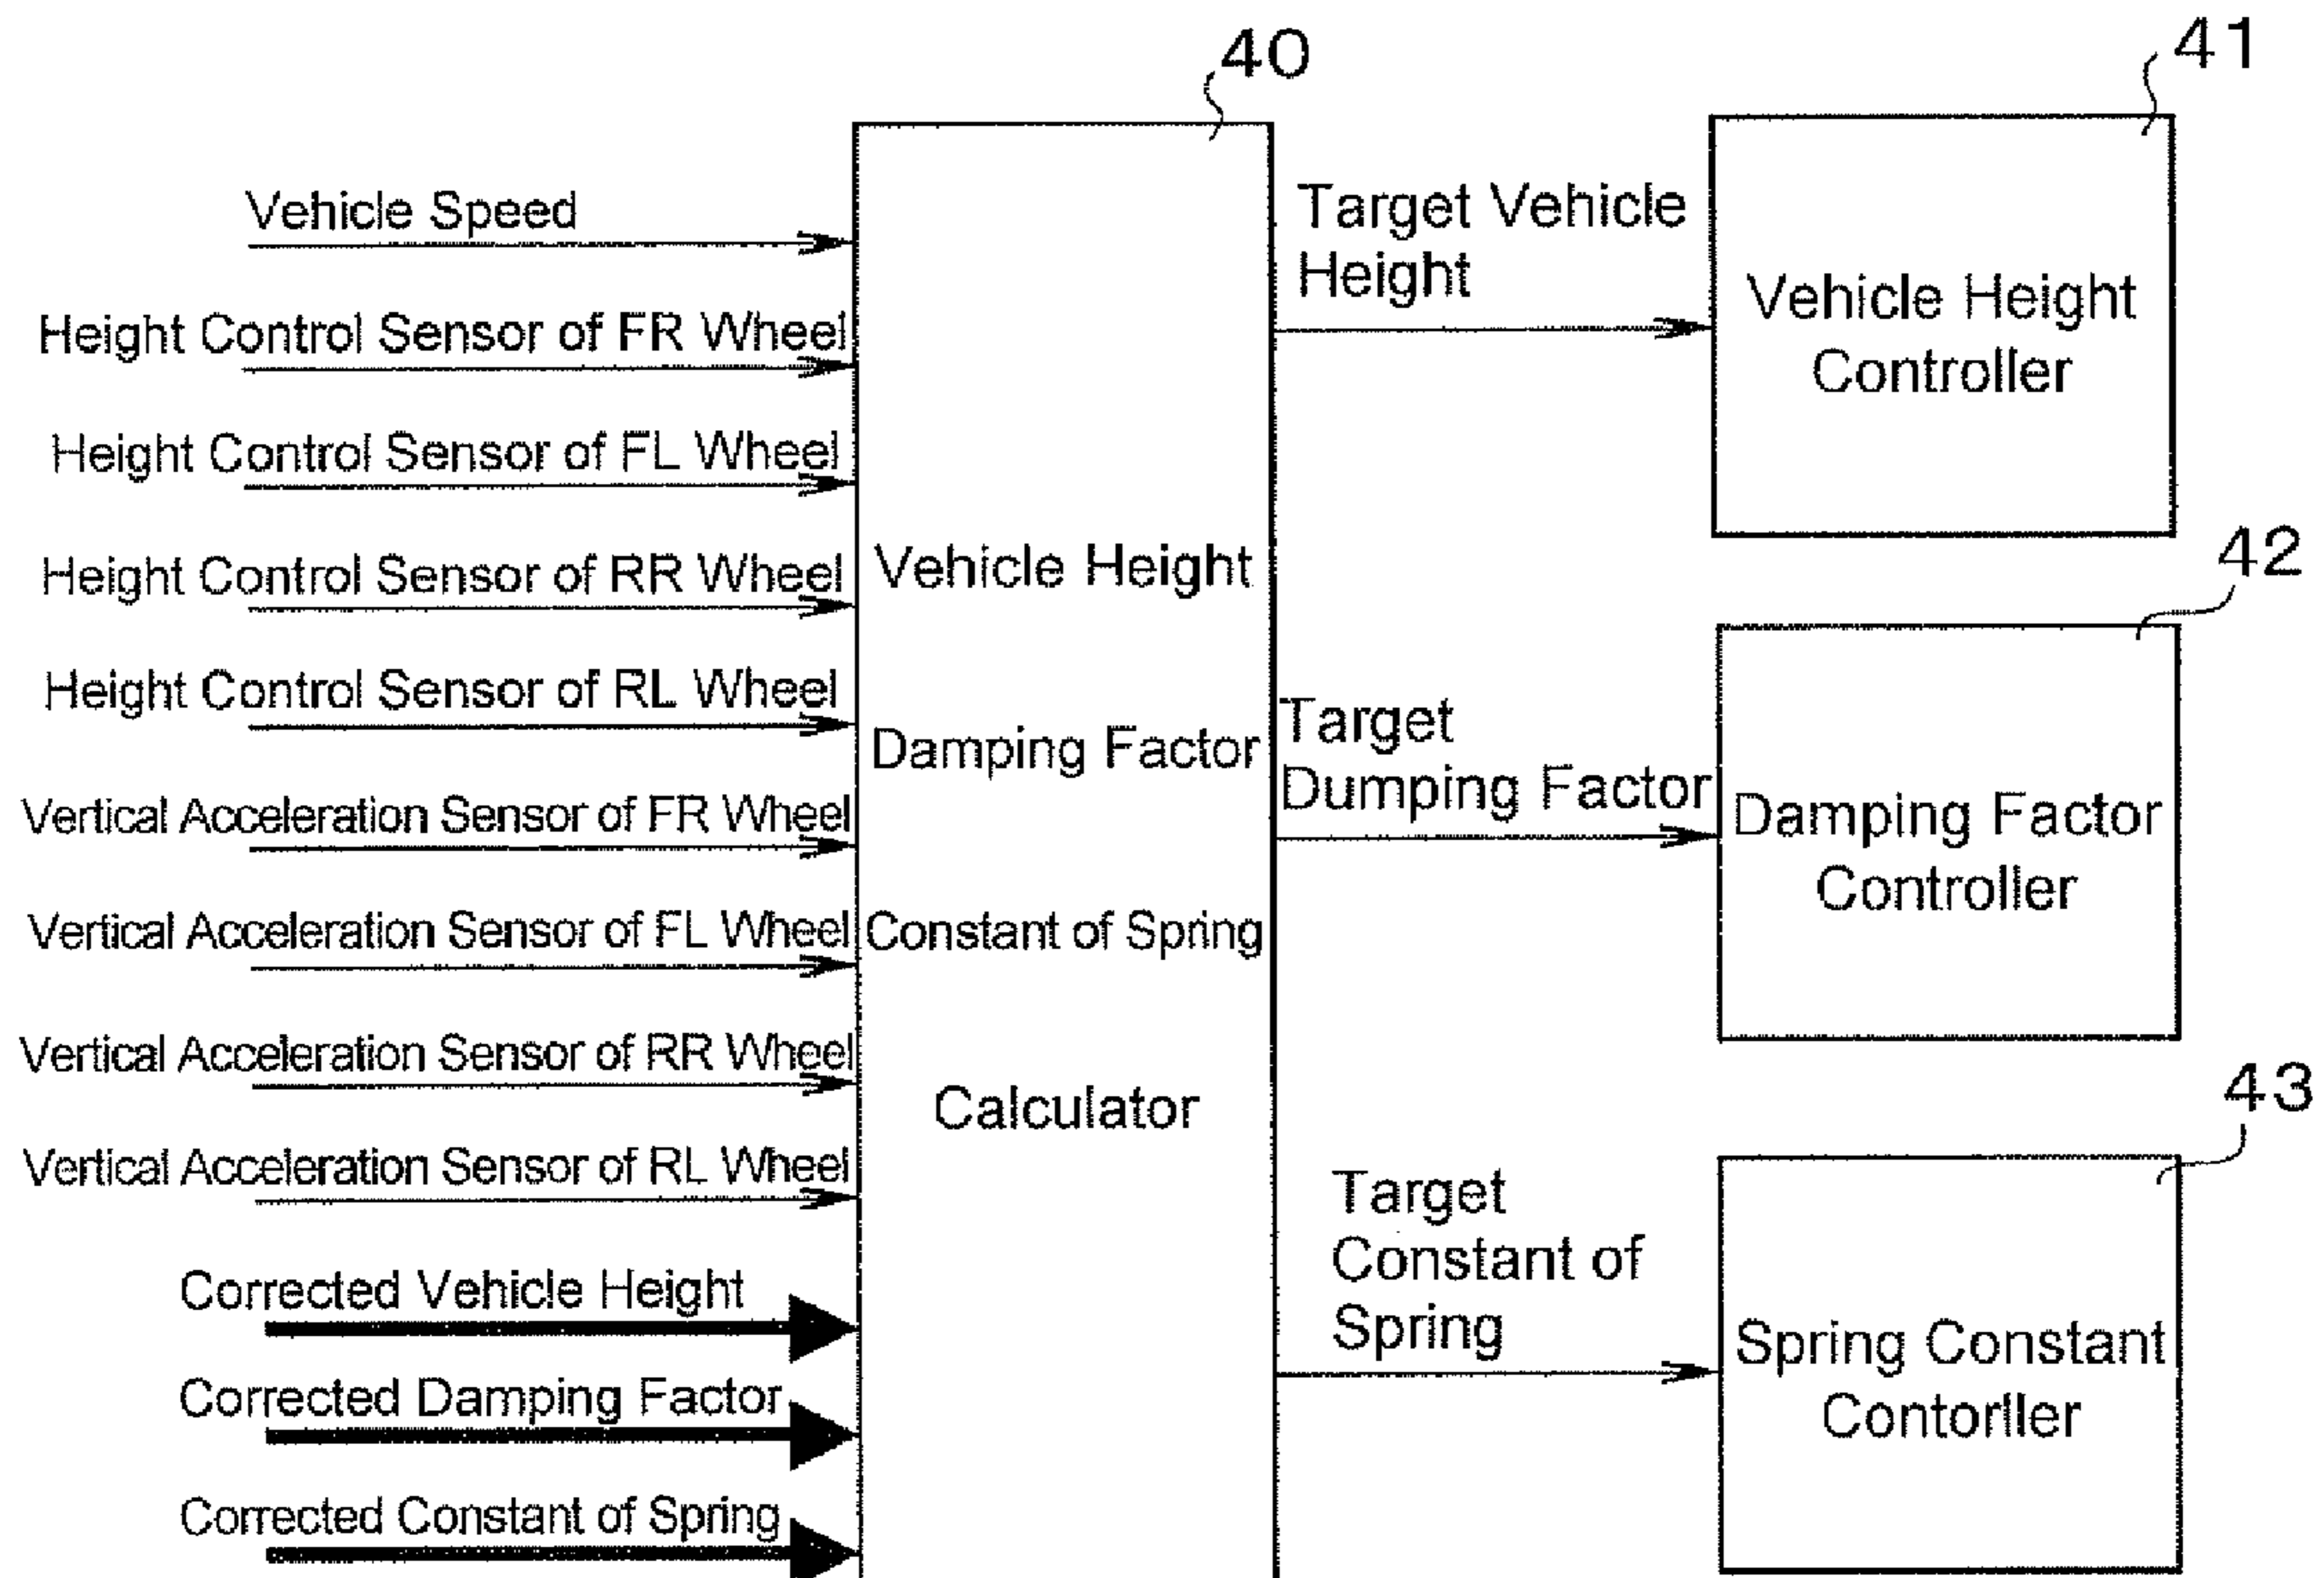 40
41
Vehicle Speed
Height Control Sensor of FR Wheel
Height Control Sensor of FL Wheel
Height Control Sensor of RR Wheel
Height Control Sensor of RL Wheel
Vertical Acceleration Sensor of FR Wheel
Vertical Acceleration Sensor of FL Wheel
Vertical Acceleration Sensor of RR Wheel
Vertical Acceleration Sensor of RL Wheel
Corrected Vehicle Height
Corrected Damping Factor
Corrected Constant of Spring
Vehicle Height
Damping Factor
Constant of Spring
Calculator
Target Vehicle
Height
Vehicle Height
Controller
42
Target
Dumping Factor
Damping Factor
Controller
43
Target
Constant of
Spring
Spring Constant
Contorller